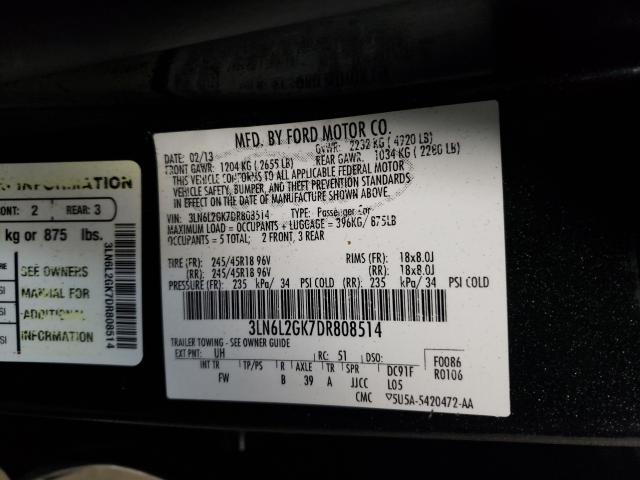 INFORMATION
FRONT: 2 REAR: 3
kg or 875 lbs.
SEE OWNERS
MANUAL FOR
ADDITIONAL
INFORMATION
3LN6L2GK7DR808514
MFD. BY FORD MOTOR CO.
DATE: 02/13 GVWR: 2232 KG ( 4920 LB)
FRONT GAWR: 1204 KG ( 2655 LB) REAR GAWR: 1034 KG ( 2280 LB)
THIS VEHICLE CONFORMS TO ALL APPLICABLE FEDERAL MOTOR
VEHICLE SAFETY, BUMPER, AND THEFT PREVENTION STANDARDS
IN EFFECT ON THE DATE OF MANUFACTURE SHOWN ABOVE.
VIN: 3LN6L2GK7DR808514 TYPE: Passenger Car
MAXIMUM LOAD = OCCUPANTS + LUGGAGE = 396KG/ 875LB
OCCUPANTS = 5 TOTAL; 2 FRONT, 3 REAR
TIRE (FR): 245/45R18 96V RIMS (FR): 18x8.0J
(RR): 245/45R18 96V (RR): 18x8.0J
PRESSURE (FR): 235 kPa/ 34 PSI COLD (RR): 235 kPa/ 34 PSI COLD
3LN6L2GK7DR808514
TRAILER TOWING - SEE OWNER GUIDE
EXT PNT: UH RC: 51 DSO: F0086
INT TR TP/PS R AXLE TR SPR DC91F R0106
FW B 39 A JJCC L05
CMC 5U5A-5420472-AA